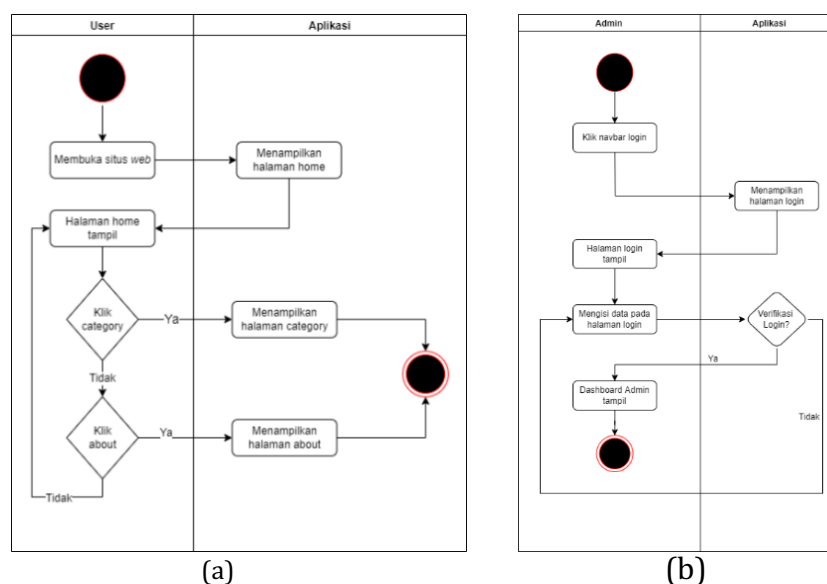 User
Aplikasi
Membuka situs web
Menampilkan
halaman home
Halaman home
tampil
Klik
category
Ya
Menampilkan
halaman category
Tidak
Klik
about
Ya
Menampilkan
halaman about
Tidak
(a)
Admin
Aplikasi
Klik navbar login
Menampilkan
halaman login
Halaman login
tampil
Mengisi data pada
halaman login
Verifikasi
Login?
Ya
Dashboard Admin
tampil
Tidak
(b)